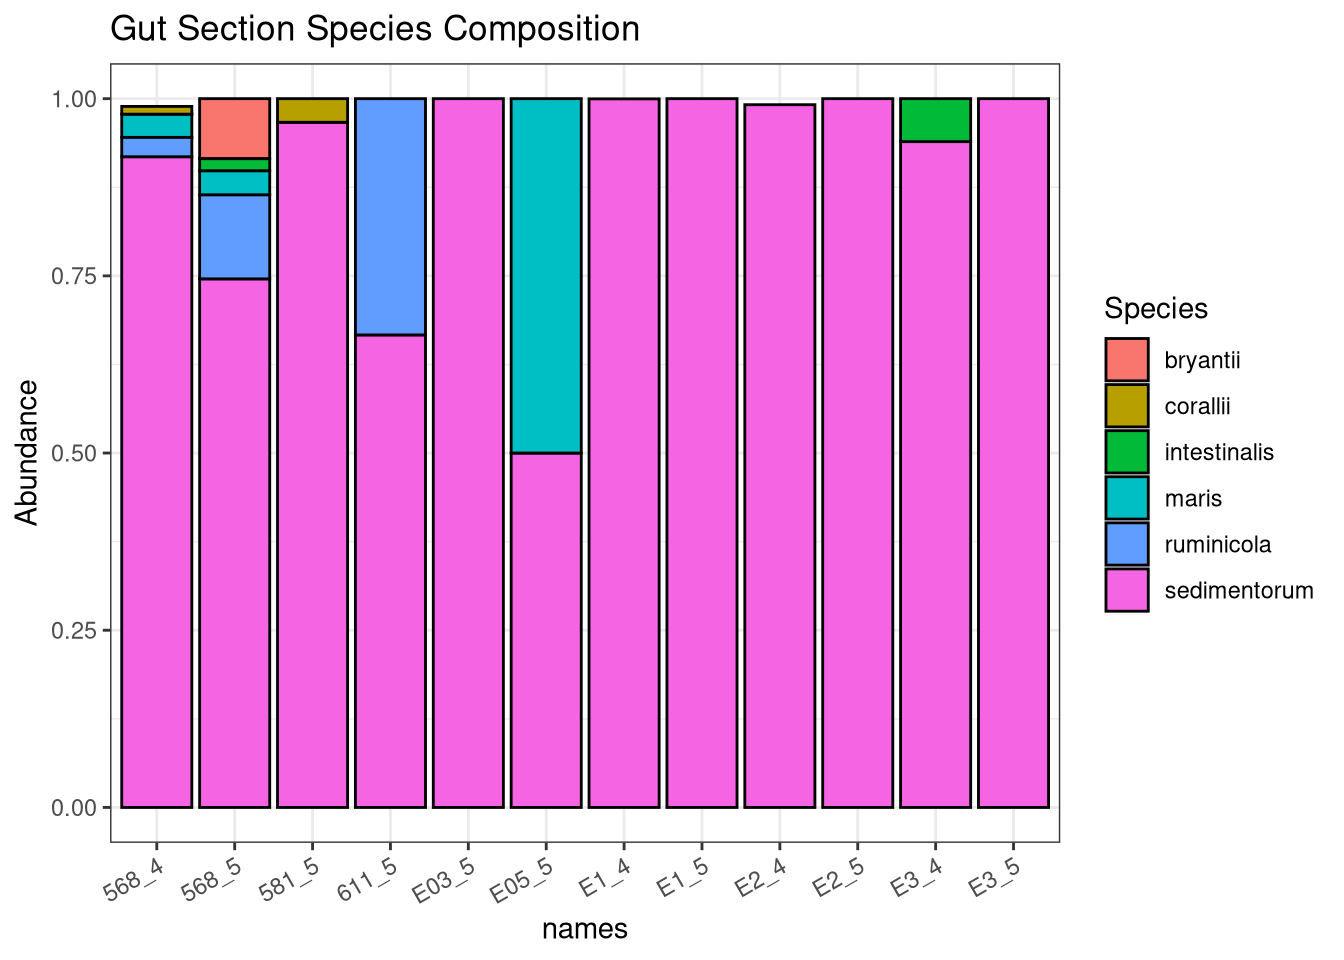 Gut Section Species Composition
1.00
0.75
0.50
0.25
0.00
Abundance
568_4
568_5
581_5
611_5
E03_5
E05_5
E1_4
E1_5
E2_4
E2_5
E3_4
E3_5
names
Species
bryantii
corallii
intestinalis
maris
ruminicola
sedimentorum